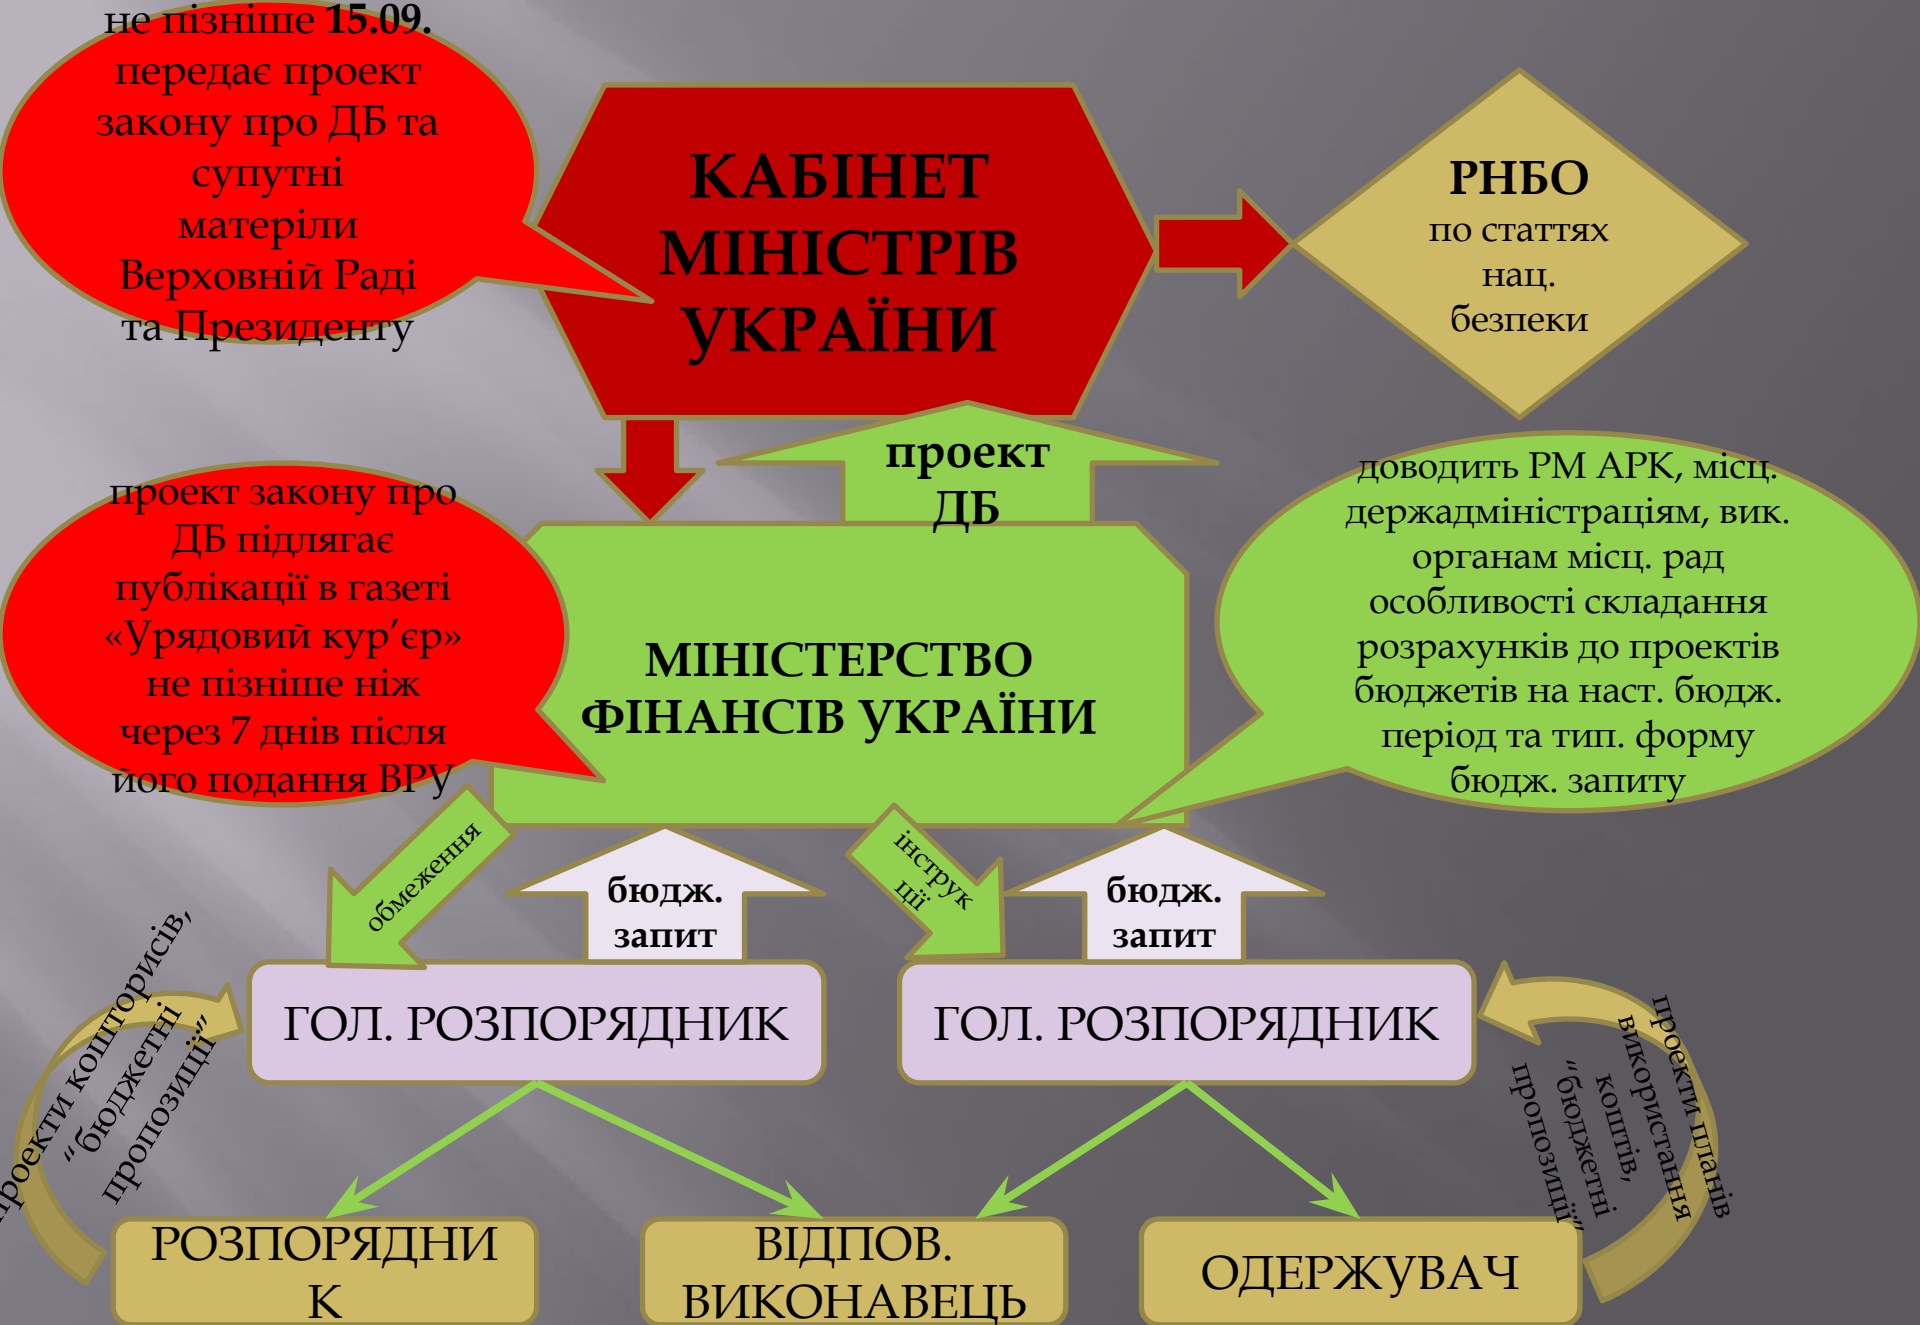 не пізніше 15.09.
передає проект
закону про ДБ та
супутні
матеріли
Верховній Раді
та Президенту
КАБІНЕТ
МІНІСТРІВ
УКРАЇНИ
РНБО
по статтях
нац.
безпеки
проект
ДБ
проект закону про
ДБ підлягає
публікації в газеті
«Урядовий кур’єр»
не пізніше ніж
через 7 днів після
його подання ВРУ
МІНІСТЕРСТВО
ФІНАНСІВ УКРАЇНИ
доводить РМ АРК, місц.
держадміністраціям, вик.
органам місц. рад
особливості складання
розрахунків до проектів
бюджетів на наст. бюдж.
період та тип. форму
бюдж. запиту
обмеження
бюдж.
запит
інструк
ції
бюдж.
запит
проекти кошторисів,
“бюджетні
пропозиції”
ГОЛ. РОЗПОРЯДНИК
ГОЛ. РОЗПОРЯДНИК
проекти планів
використання
коштів,
“бюджетні
пропозиції”
РОЗПОРЯДНИ
К
ВІДПОВ.
ВИКОНАВЕЦЬ
ОДЕРЖУВАЧ